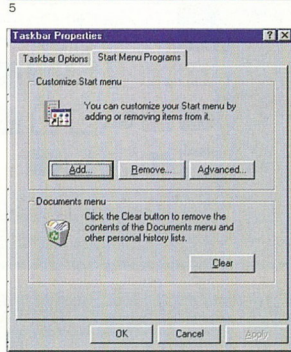 5
Taskbar Properties
Taskbar Options Start Menu Programs
Customize Start menu
You can customize your Start menu by
adding or removing items from it.
Add... Remove... Advanced...
Documents menu
Click the Clear button to remove the
contents of the Documents menu and
other personal history lists.
Clear
OK Cancel Apply